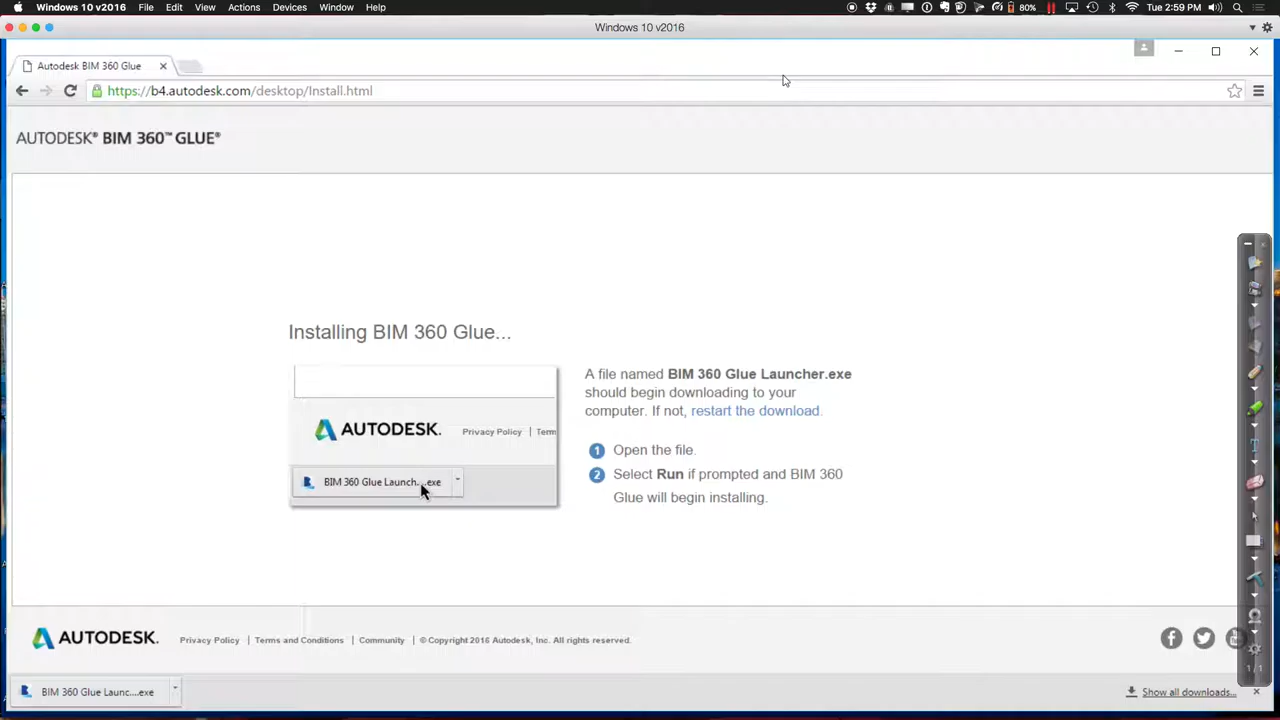 Windows 10 v2016 File Edit View Actions Devices Window Help 80% Tue 2:59 PM
Windows 10 v2016
Autodesk BIM 360 Glue
https://b4.autodesk.com/desktop/Install.html
AUTODESK® BIM 360™ GLUE®
Installing BIM 360 Glue...
AUTODESK. Privacy Policy | Term
BIM 360 Glue Launch....exe
A file named BIM 360 Glue Launcher.exe
should begin downloading to your
computer. If not, restart the download.
1 Open the file.
2 Select Run if prompted and BIM 360
Glue will begin installing.
AUTODESK. Privacy Policy | Terms and Conditions | Community | © Copyright 2016 Autodesk, Inc. All rights reserved.
1 / 1
BIM 360 Glue Launc....exe Show all downloads...